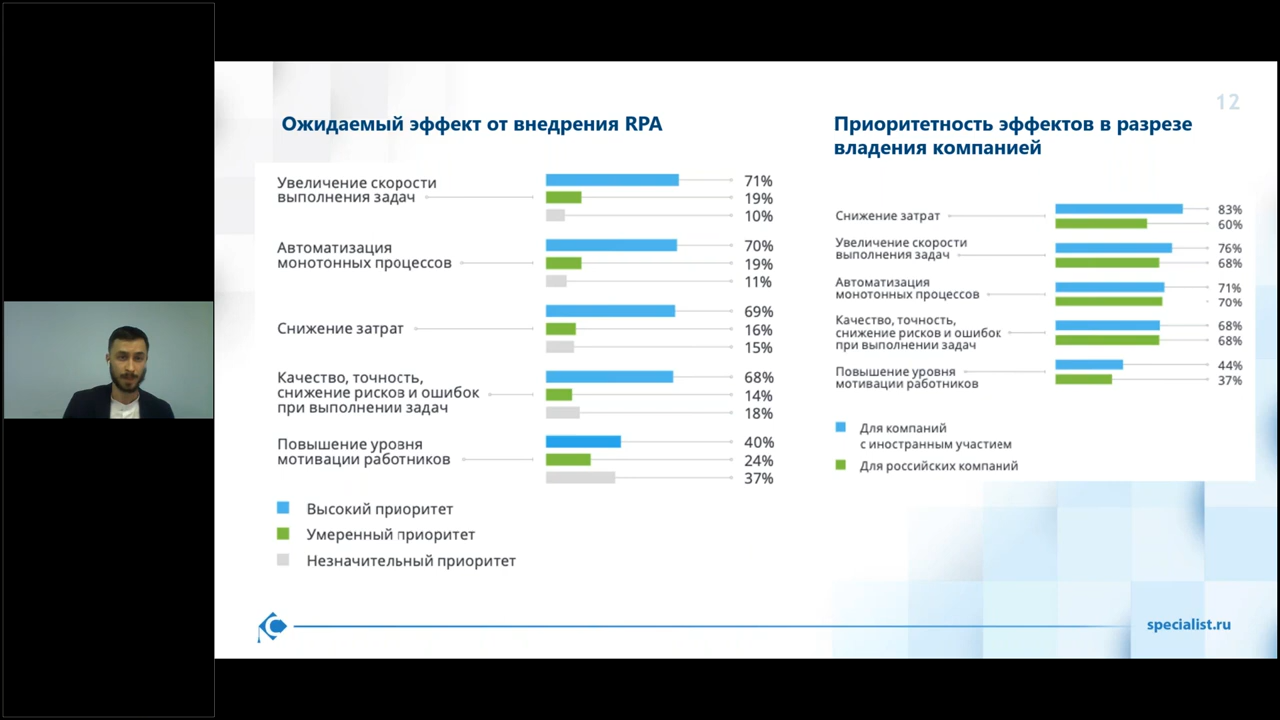 12
Ожидаемый эффект от внедрения RPA
Увеличение скорости
выполнения задач
71%
19%
10%
Автоматизация
монотонных процессов
70%
19%
11%
Снижение затрат
69%
16%
15%
Качество, точность,
снижение рисков и ошибок
при выполнении задач
68%
14%
18%
Повышение уровня
мотивации работников
40%
24%
37%
Высокий приоритет
Умеренный приоритет
Незначительный приоритет
Приоритетность эффектов в разрезе
владения компанией
Снижение затрат
83%
60%
Увеличение скорости
выполнения задач
76%
68%
Автоматизация
монотонных процессов
71%
70%
Качество, точность,
снижение рисков и ошибок
при выполнении задач
68%
68%
Повышение уровня
мотивации работников
44%
37%
Для компаний
с иностранным участием
Для российских компаний
specialist.ru